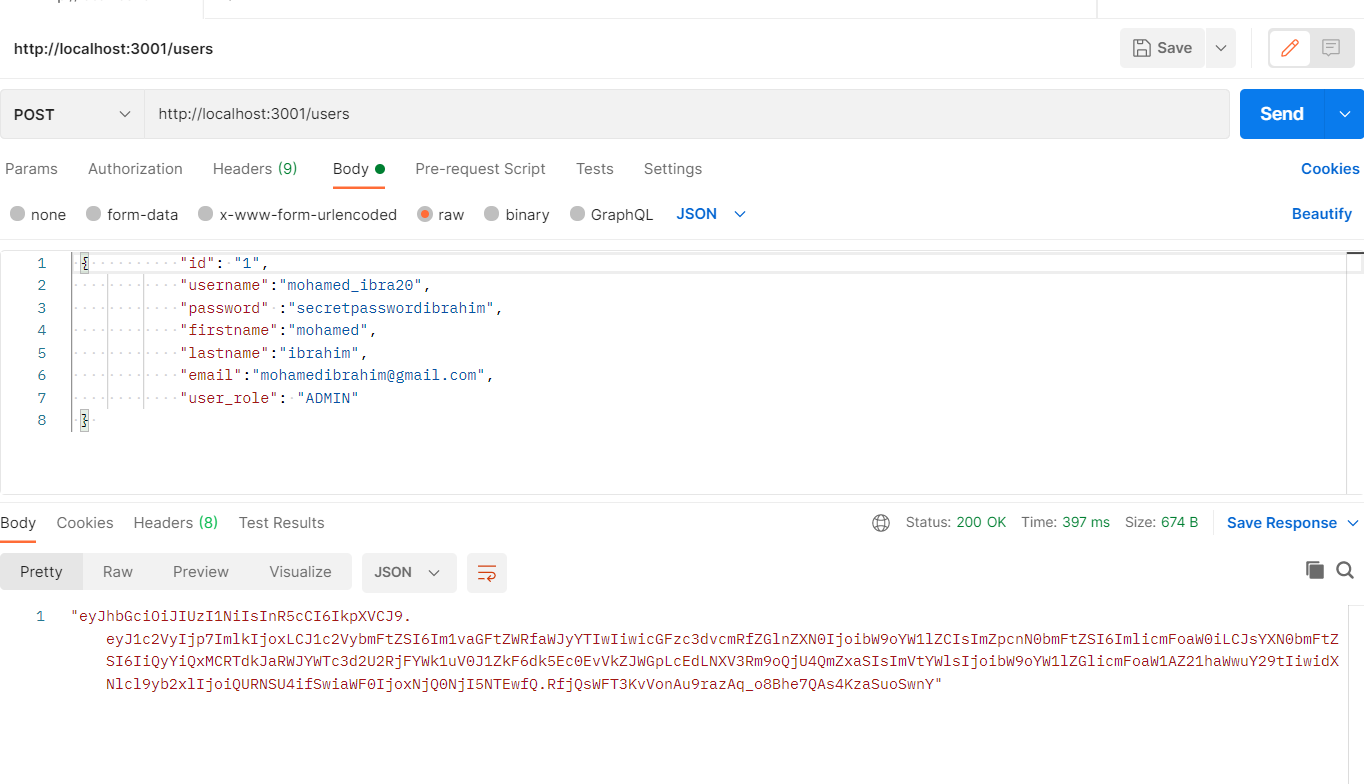 http://localhost:3001/users
Save
POST
http://localhost:3001/users
Send
Params Authorization Headers (9) Body Pre-request Script Tests Settings Cookies
none form-data x-www-form-urlencoded raw binary GraphQL JSON Beautify
1 { "id": "1",
2 "username":"mohamed_ibra20",
3 "password" :"secretpasswordibrahim",
4 "firstname":"mohamed",
5 "lastname":"ibrahim",
6 "email":"mohamedibrahim@gmail.com",
7 "user_role": "ADMIN"
8 }
Body Cookies Headers (8) Test Results Status: 200 OK Time: 397 ms Size: 674 B Save Response
Pretty Raw Preview Visualize JSON
1 "eyJhbGciOiJIUzI1NiIsInR5cCI6IkpXVCJ9.
eyJ1c2VyIjp7ImlkIjoxLCJ1c2VybmFtZSI6Im1vaGFtZWRfaWJyYTIwIiwicGFzc3dvcmRfZGlnZXN0IjoibW9oYW1lZCIsImZpcnN0bmFtZSI6ImlicmFoaW0iLCJsYXN0bmFtZ
SI6IiQyYiQxMCRTdkJaRWJYWTc3d2U2RjFYWk1uV0J1ZkF6dk5Ec0EvVkZJWGpLcEdLNXV3Rm9oQjU4QmZxaSIsImVtYWlsIjoibW9oYW1lZGlicmFoaW1AZ21haWwuY29tIiwidX
Nlcl9yb2xlIjoiQURNSU4ifSwiaWF0IjoxNjQ0NjI5NTEwfQ.RfjQsWFT3KvVonAu9razAq_o8Bhe7QAs4KzaSuoSwnY"